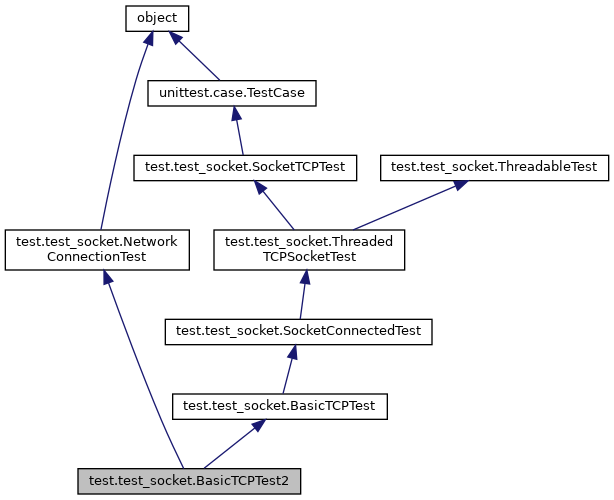 object
unittest.case.TestCase
test.test_socket.SocketTCPTest
test.test_socket.ThreadableTest
test.test_socket.Network
ConnectionTest
test.test_socket.Threaded
TCPSocketTest
test.test_socket.SocketConnectedTest
test.test_socket.BasicTCPTest
test.test_socket.BasicTCPTest2